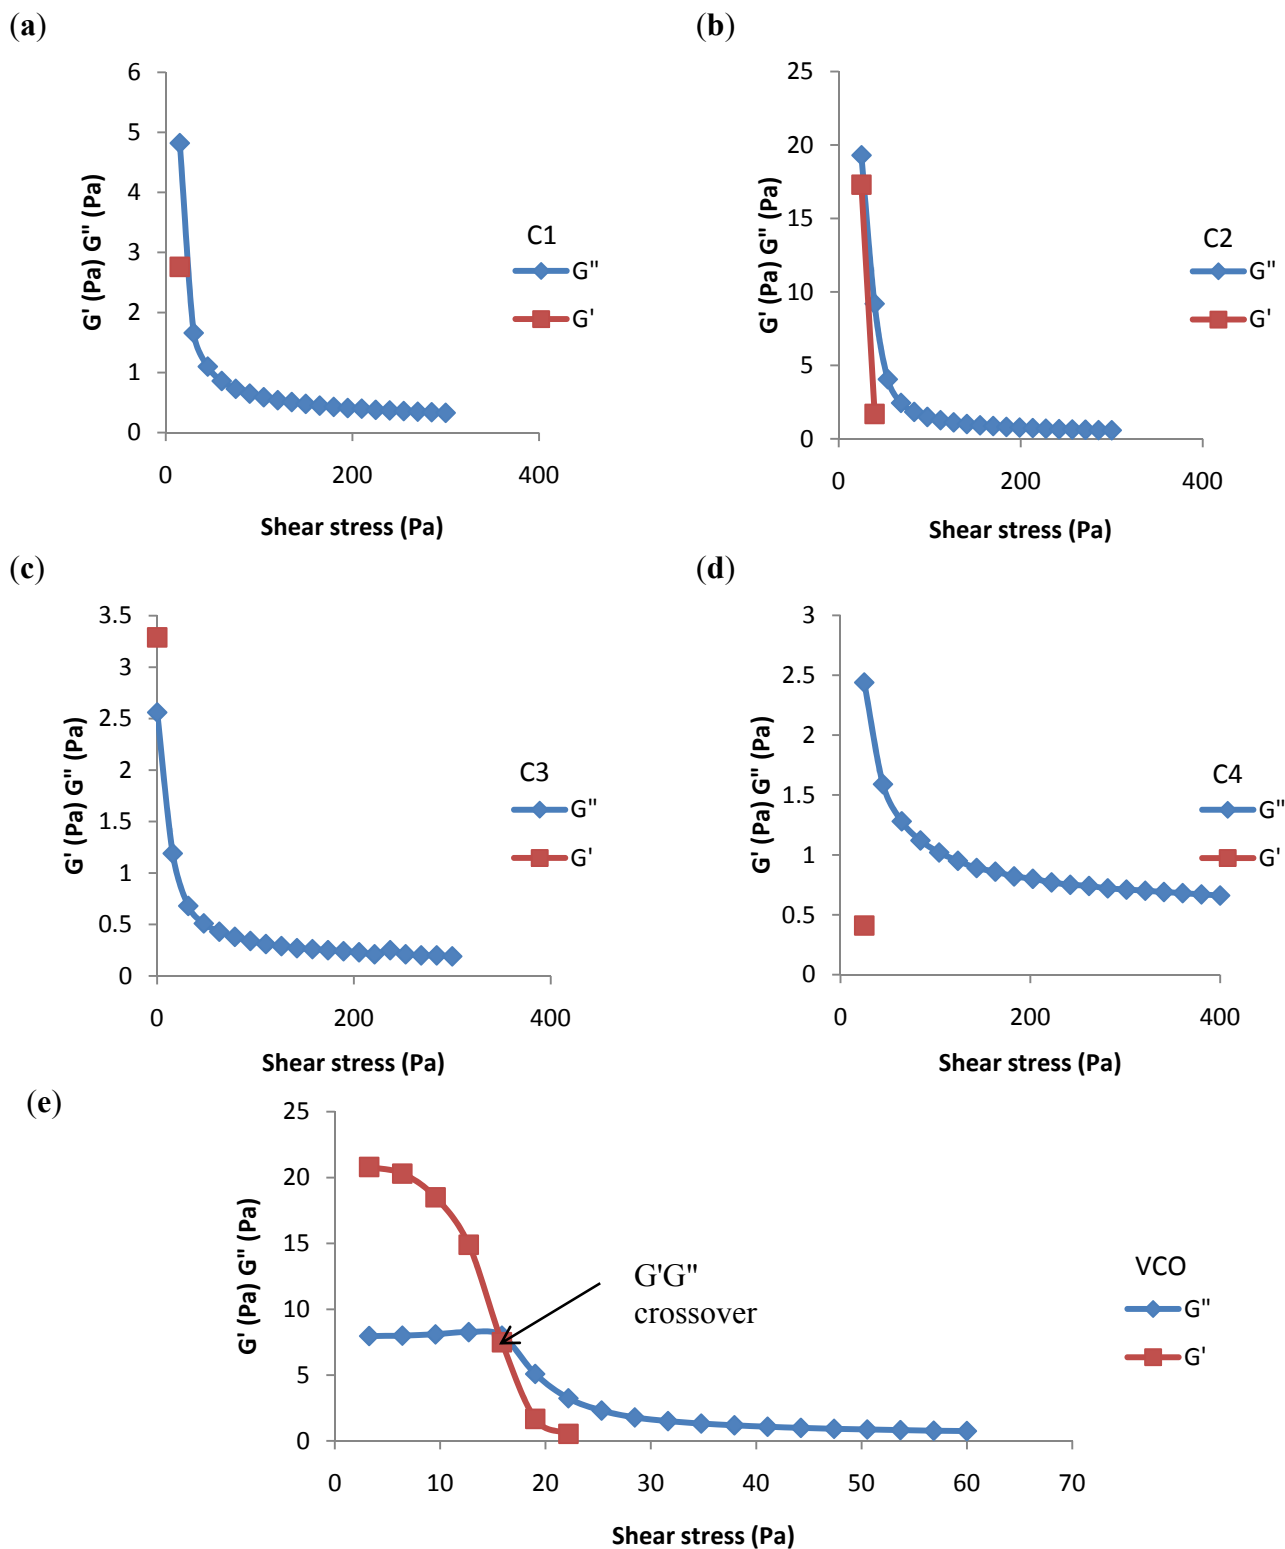 (a)
6
5
4
3
2
1
0
0
200
400
G' (Pa) G" (Pa)
Shear stress (Pa)
C1
G"
G'
(b)
25
20
15
10
5
0
0
200
400
G' (Pa) G" (Pa)
Shear stress (Pa)
C2
G"
G'
(c)
3.5
3
2.5
2
1.5
1
0.5
0
0
200
400
G' (Pa) G" (Pa)
Shear stress (Pa)
C3
G"
G'
(d)
3
2.5
2
1.5
1
0.5
0
0
200
400
G' (Pa) G" (Pa)
Shear stress (Pa)
C4
G"
G'
(e)
25
20
15
10
5
0
0
10
20
30
40
50
60
70
G' (Pa) G" (Pa)
Shear stress (Pa)
G'G"
crossover
VCO
G"
G'